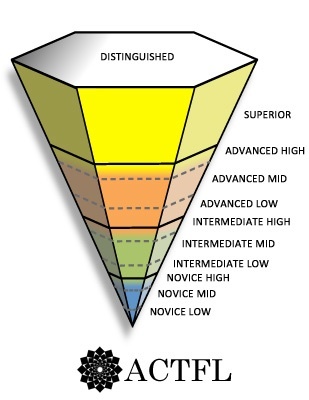 DISTINGUISHED
SUPERIOR
ADVANCED HIGH
ADVANCED MID
ADVANCED LOW
INTERMEDIATE HIGH
INTERMEDIATE MID
INTERMEDIATE LOW
NOVICE HIGH
NOVICE MID
NOVICE LOW
ACTFL